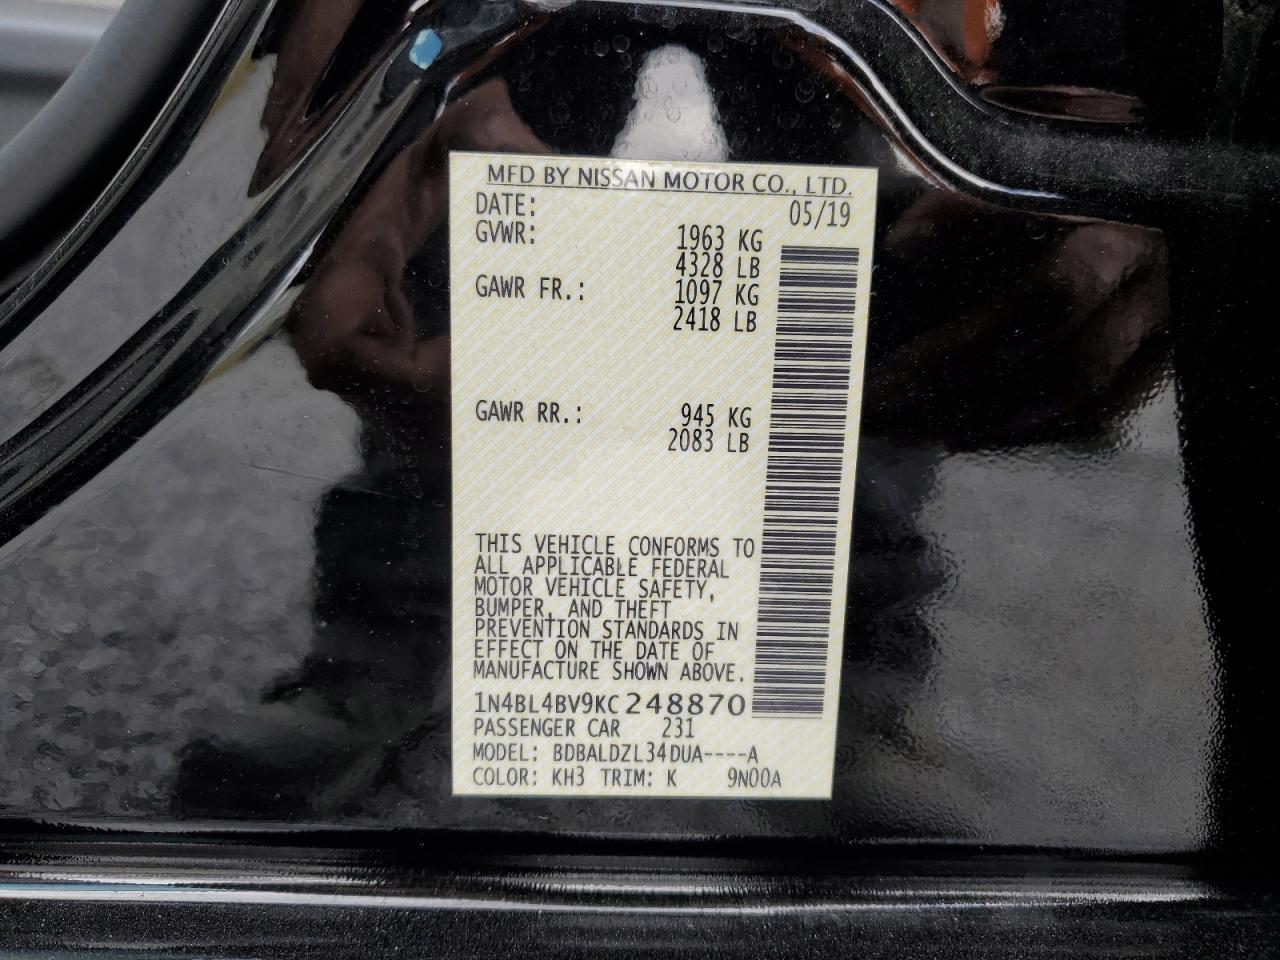 MFD BY NISSAN MOTOR CO., LTD.
DATE: 05/19
GVWR: 1963 KG
4328 LB
GAWR FR.: 1097 KG
2418 LB
GAWR RR.: 945 KG
2083 LB
THIS VEHICLE CONFORMS TO
ALL APPLICABLE FEDERAL
MOTOR VEHICLE SAFETY,
BUMPER, AND THEFT
PREVENTION STANDARDS IN
EFFECT ON THE DATE OF
MANUFACTURE SHOWN ABOVE.
1N4BL4BV9KC248870
PASSENGER CAR 231
MODEL: BDBALDZL34DUA----A
COLOR: KH3 TRIM: K 9N00A